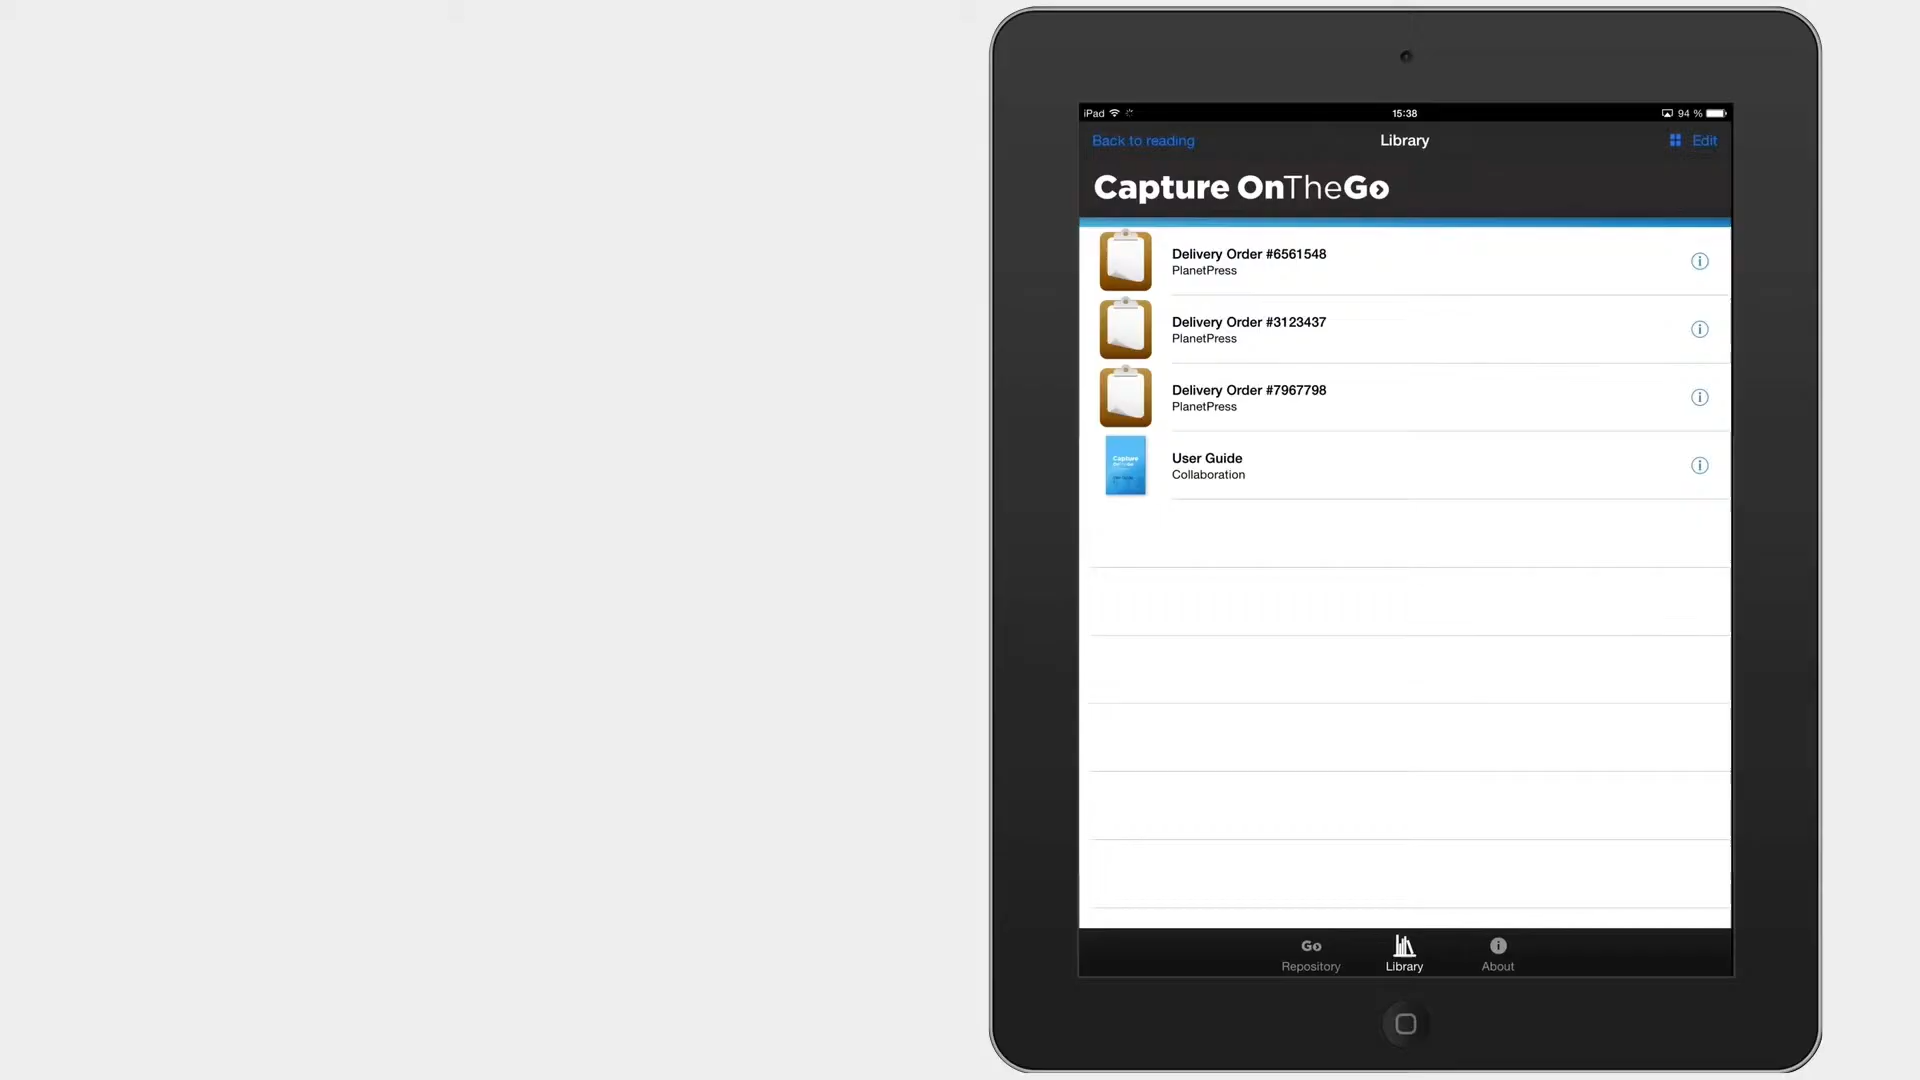 iPad 15:38 94 %
Back to reading Library Edit
Capture OnTheGo
Delivery Order #6561548
PlanetPress
Delivery Order #3123437
PlanetPress
Delivery Order #7967798
PlanetPress
Capture
User Guide
Collaboration
Go
Repository Library About